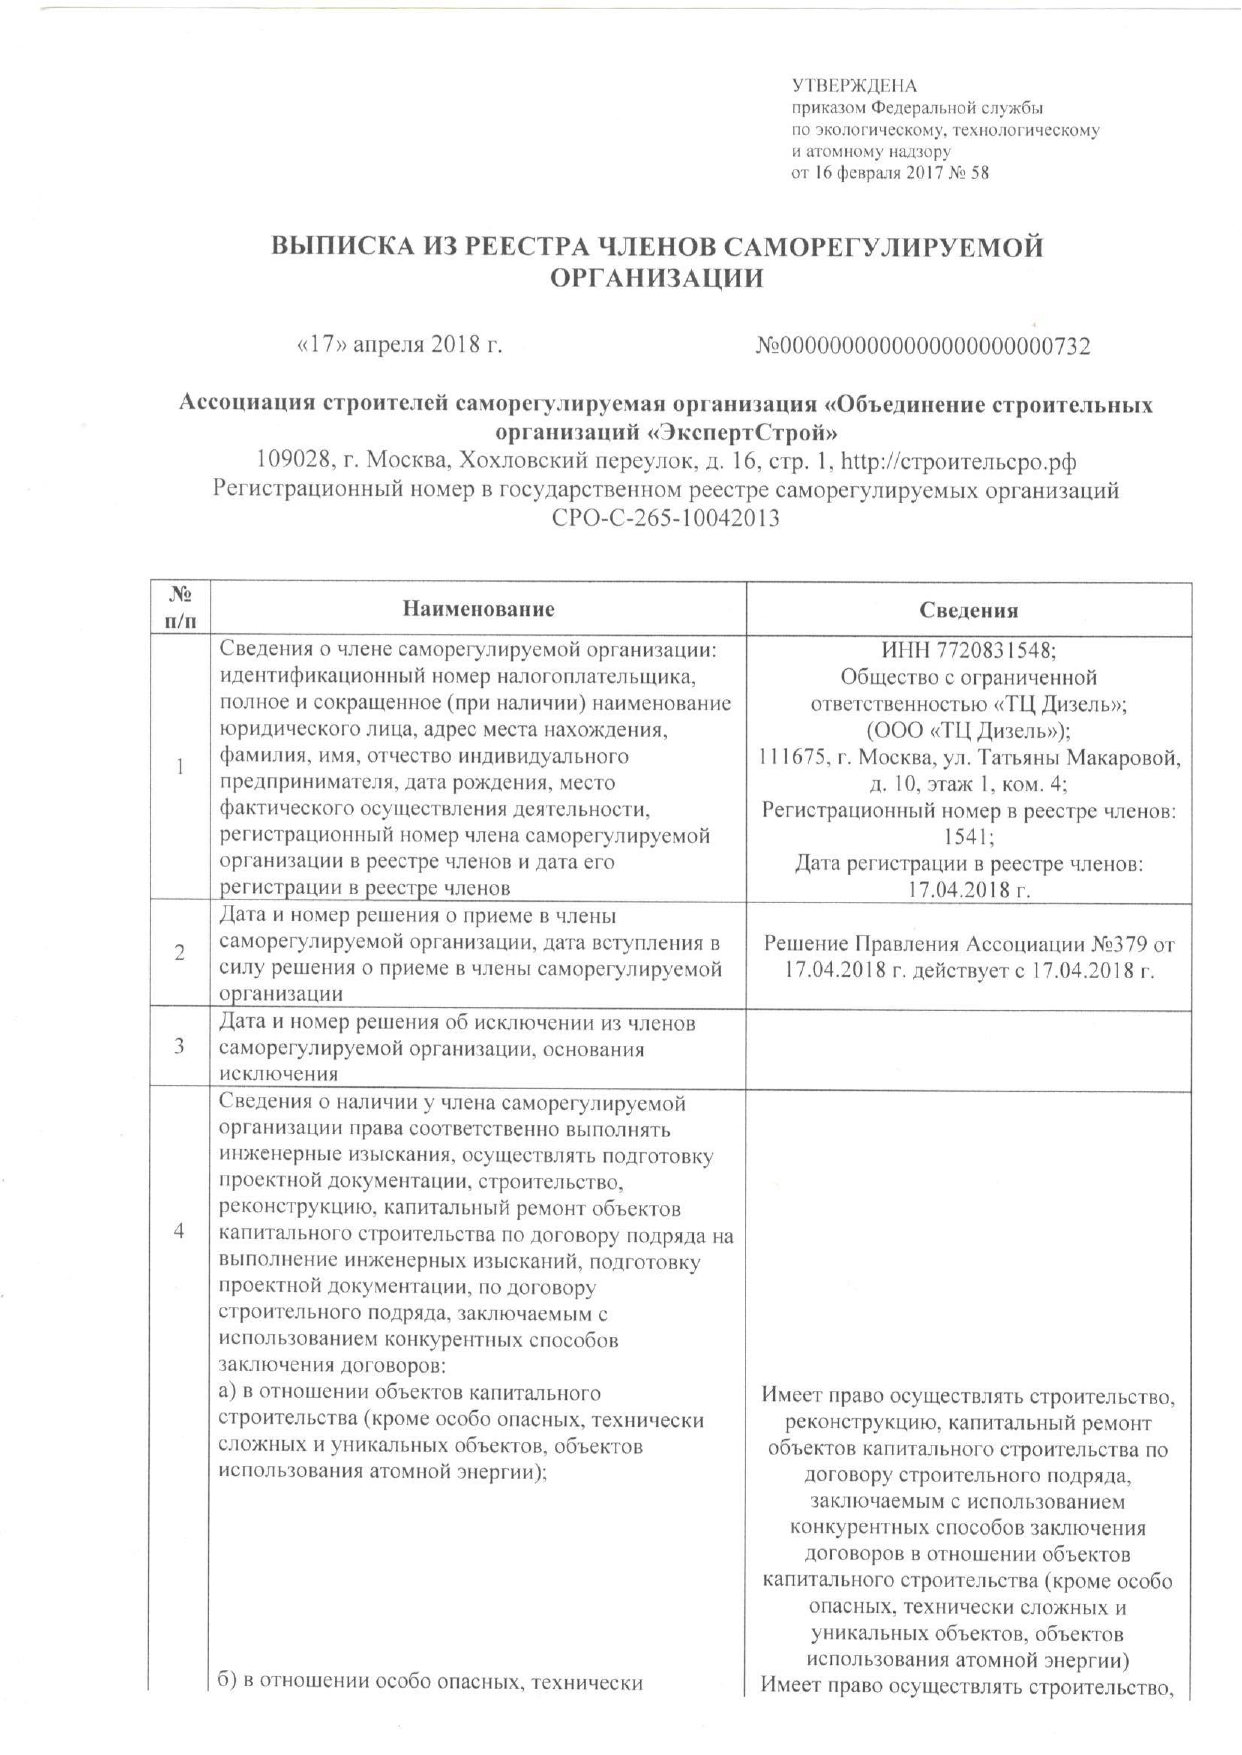 УТВЕРЖДЕНА
приказом Федеральной службы
по экологическому, технологическому
и атомному надзору
от 16 февраля 2017 № 58
ВЫПИСКА ИЗ РЕЕСТРА ЧЛЕНОВ САМОРЕГУЛИРУЕМОЙ
ОРГАНИЗАЦИИ
«17» апреля 2018 г.
№0000000000000000000000732
Ассоциация строителей саморегулируемая организация «Объединение строительных
организаций «ЭкспертСтрой»
109028, г. Москва, Хохловский переулок, д. 16, стр. 1, http://строительсро.рф
Регистрационный номер в государственном реестре саморегулируемых организаций
СРО-С-265-10042013
№
п/п
Наименование
Сведения
1
Сведения о члене саморегулируемой организации:
идентификационный номер налогоплательщика,
полное и сокращенное (при наличии) наименование
юридического лица, адрес места нахождения,
фамилия, имя, отчество индивидуального
предпринимателя, дата рождения, место
фактического осуществления деятельности,
регистрационный номер члена саморегулируемой
организации в реестре членов и дата его
регистрации в реестре членов
ИНН 7720831548;
Общество с ограниченной
ответственностью «ТЦ Дизель»;
(ООО «ТЦ Дизель»);
111675, г. Москва, ул. Татьяны Макаровой,
д. 10, этаж 1, ком. 4;
Регистрационный номер в реестре членов:
1541;
Дата регистрации в реестре членов:
17.04.2018 г.
2
Дата и номер решения о приеме в члены
саморегулируемой организации, дата вступления в
силу решения о приеме в члены саморегулируемой
организации
Решение Правления Ассоциации №379 от
17.04.2018 г. действует с 17.04.2018 г.
3
Дата и номер решения об исключении из членов
саморегулируемой организации, основания
исключения
4
Сведения о наличии у члена саморегулируемой
организации права соответственно выполнять
инженерные изыскания, осуществлять подготовку
проектной документации, строительство,
реконструкцию, капитальный ремонт объектов
капитального строительства по договору подряда на
выполнение инженерных изысканий, подготовку
проектной документации, по договору
строительного подряда, заключаемым с
использованием конкурентных способов
заключения договоров:
а) в отношении объектов капитального
строительства (кроме особо опасных, технически
сложных и уникальных объектов, объектов
использования атомной энергии);
Имеет право осуществлять строительство,
реконструкцию, капитальный ремонт
объектов капитального строительства по
договору строительного подряда,
заключаемым с использованием
конкурентных способов заключения
договоров в отношении объектов
капитального строительства (кроме особо
опасных, технически сложных и
уникальных объектов, объектов
использования атомной энергии)
б) в отношении особо опасных, технически
Имеет право осуществлять строительство,